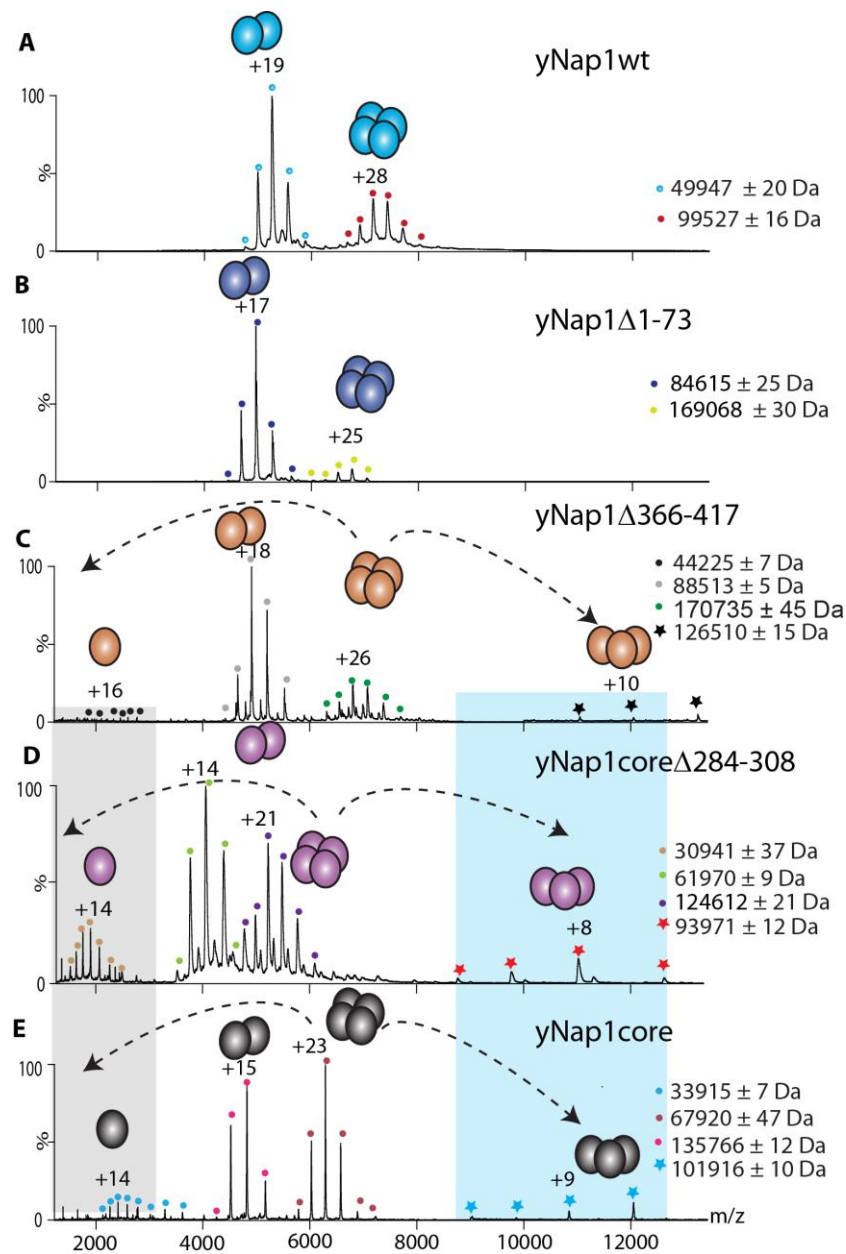 A
yNap1wt
+19
100
+28
%
49947 ± 20 Da
99527 ± 16 Da
0
B
+17
yNap1Δ1-73
100
84615 ± 25 Da
169068 ± 30 Da
%
+25
0
yNap1Δ366-417
C
+18
100
44225 ± 7 Da
88513 ± 5 Da
170735 ± 45 Da
126510 ± 15 Da
%
+26
+16
+10
0
D
+14
yNap1coreΔ284-308
100
+21
30941 ± 37 Da
61970 ± 9 Da
124612 ± 21 Da
93971 ± 12 Da
%
+14
+8
0
E
+23
yNap1core
+15
100
33915 ± 7 Da
67920 ± 47 Da
135766 ± 12 Da
101916 ± 10 Da
%
+14
+9
0
m/z
2000 4000 6000 8000 10000 12000